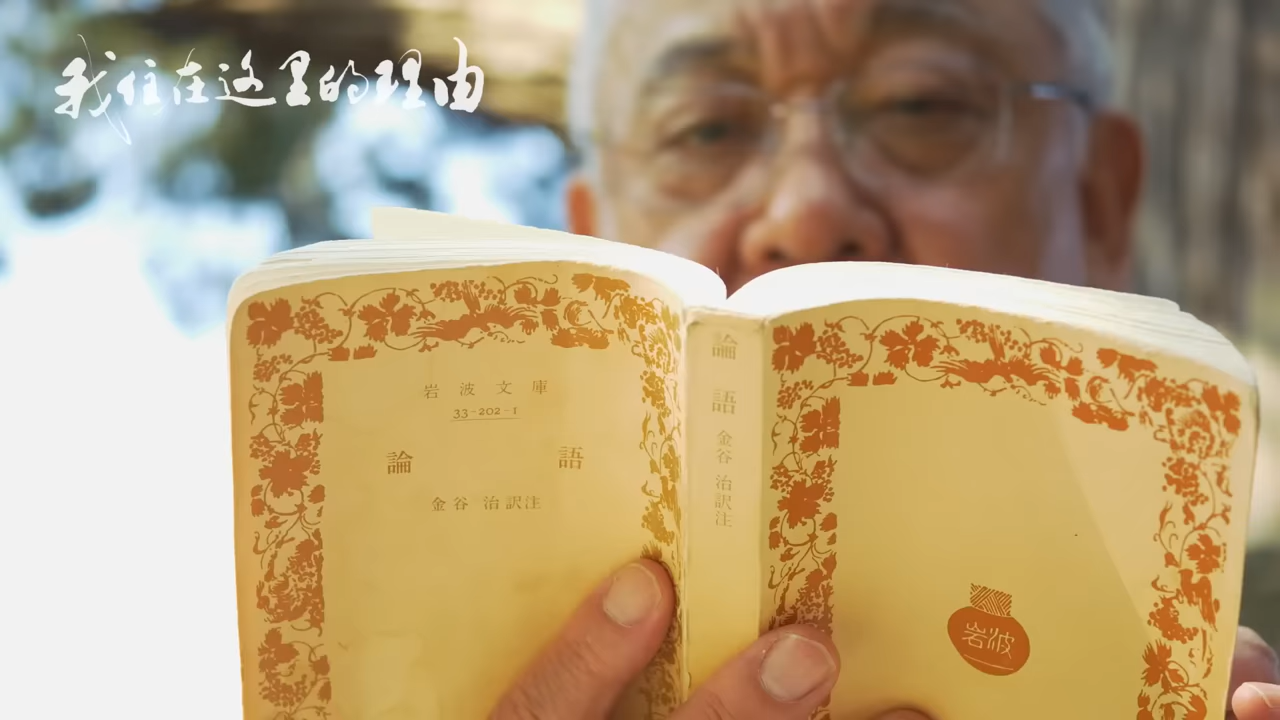 我住在这里的理由
岩波文庫
33-202-1
論語
金谷 治訳注
論語 金谷 治訳注
岩波